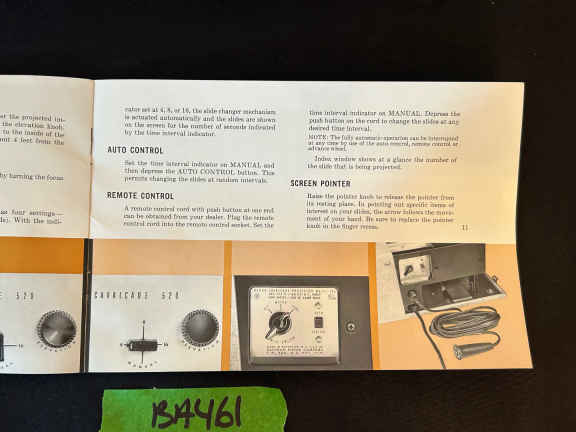 er the projected im-
the elevation knob.
to the inside of the
out 4 feet from the
by turning the focus
four settings—
With the indi-
cator set at 4, 8, or 16, the slide changer mechanism
is actuated automatically and the slides are shown
on the screen for the number of seconds indicated
by the time interval indicator.
AUTO CONTROL
Set the time interval indicator on MANUAL and
then depress the AUTO CONTROL button. This
permits changing the slides at random intervals.
REMOTE CONTROL
A remote control cord with push button at one end
can be obtained from your dealer. Plug the remote
control cord into the remote control socket. Set the
time interval indicator on MANUAL. Depress the
push button on the cord to change the slides at any
desired time interval.
NOTE: The fully automatic operation can be interrupted
at any time by use of the auto control, remote control or
advance wheel.
Index window shows at a glance the number of
the slide that is being projected.
SCREEN POINTER
Raise the pointer knob to release the pointer from
its resting place. In pointing out specific items of
interest on your slides, the arrow follows the move-
ment of your hand. Be sure to replace the pointer
knob in the finger recess.
11
520
ELEVATION
CAVALCADE 520
8
4
16
MANUAL
ELEVATION
BA461